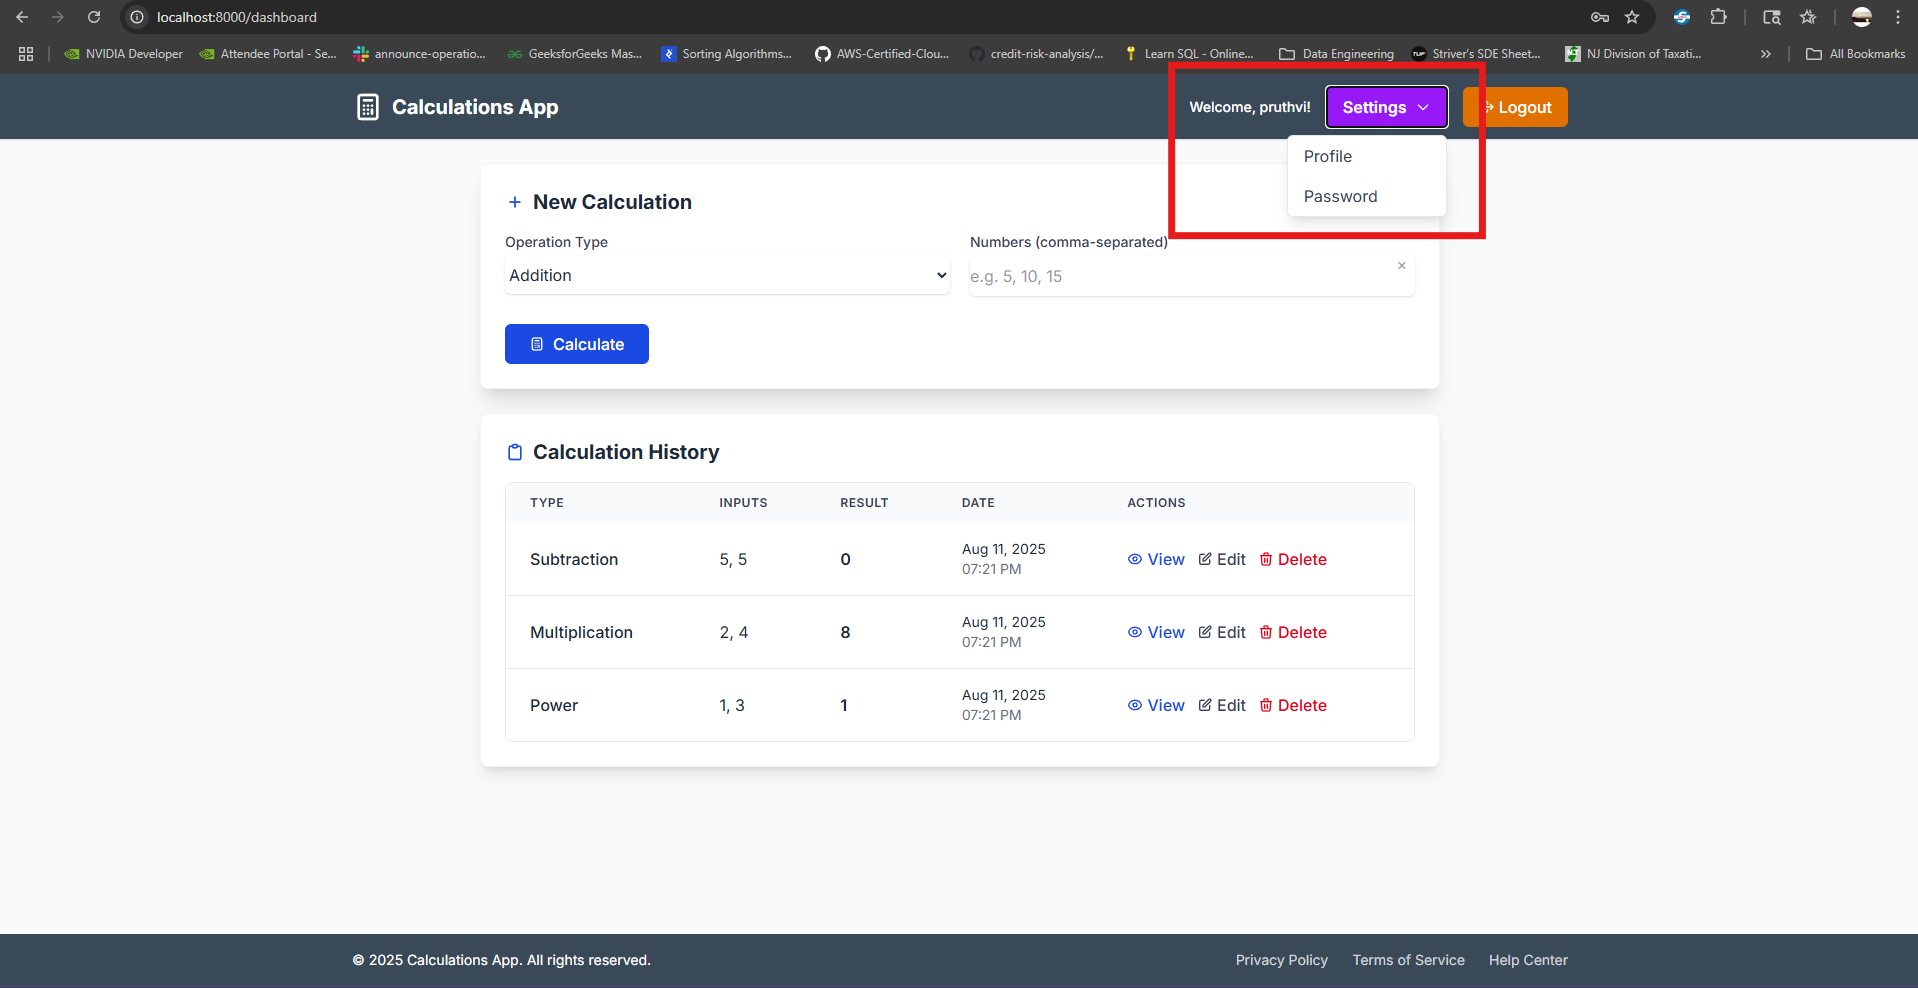 localhost:8000/dashboard
NVIDIA Developer
Attendee Portal - Se...
announce-operatio...
GeeksforGeeks Mas...
Sorting Algorithms...
AWS-Certified-Clou...
credit-risk-analysis/...
Learn SQL - Online...
Data Engineering
Striver's SDE Sheet...
NJ Division of Taxati...
All Bookmarks
Calculations App
Welcome, pruthvi!
Settings
Logout
Profile
Password
New Calculation
Operation Type
Numbers (comma-separated)
Addition
e.g. 5, 10, 15
Calculate
Calculation History
TYPE INPUTS RESULT DATE ACTIONS
Subtraction 5, 5 0 Aug 11, 2025 View Edit Delete
07:21 PM
Multiplication 2, 4 8 Aug 11, 2025 View Edit Delete
07:21 PM
Power 1, 3 1 Aug 11, 2025 View Edit Delete
07:21 PM
© 2025 Calculations App. All rights reserved.
Privacy Policy Terms of Service Help Center